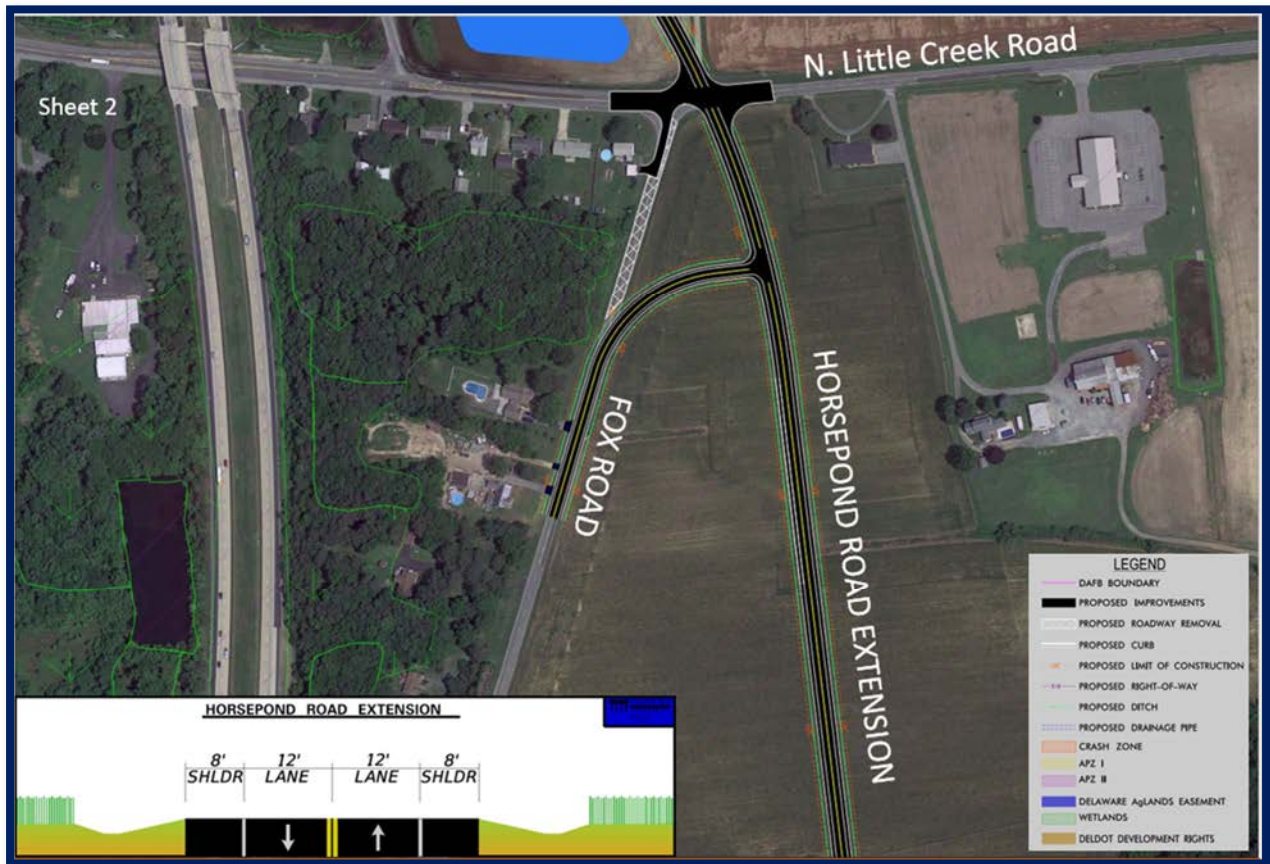 N. Little Creek Road
Sheet 2
FOX ROAD
HORSEPOND ROAD EXTENSION
LEGEND
DAFB BOUNDARY
PROPOSED IMPROVEMENTS
PROPOSED ROADWAY REMOVAL
PROPOSED CURB
PROPOSED LIMIT OF CONSTRUCTION
PROPOSED RIGHT-OF-WAY
PROPOSED DITCH
PROPOSED DRAINAGE PIPE
CRASH ZONE
APZ I
APZ II
DELAWARE AgLANDS EASEMENT
WETLANDS
DELDOT DEVELOPMENT RIGHTS
HORSEPOND ROAD EXTENSION
8' 12' 12' 8'
SHLDR LANE LANE SHLDR